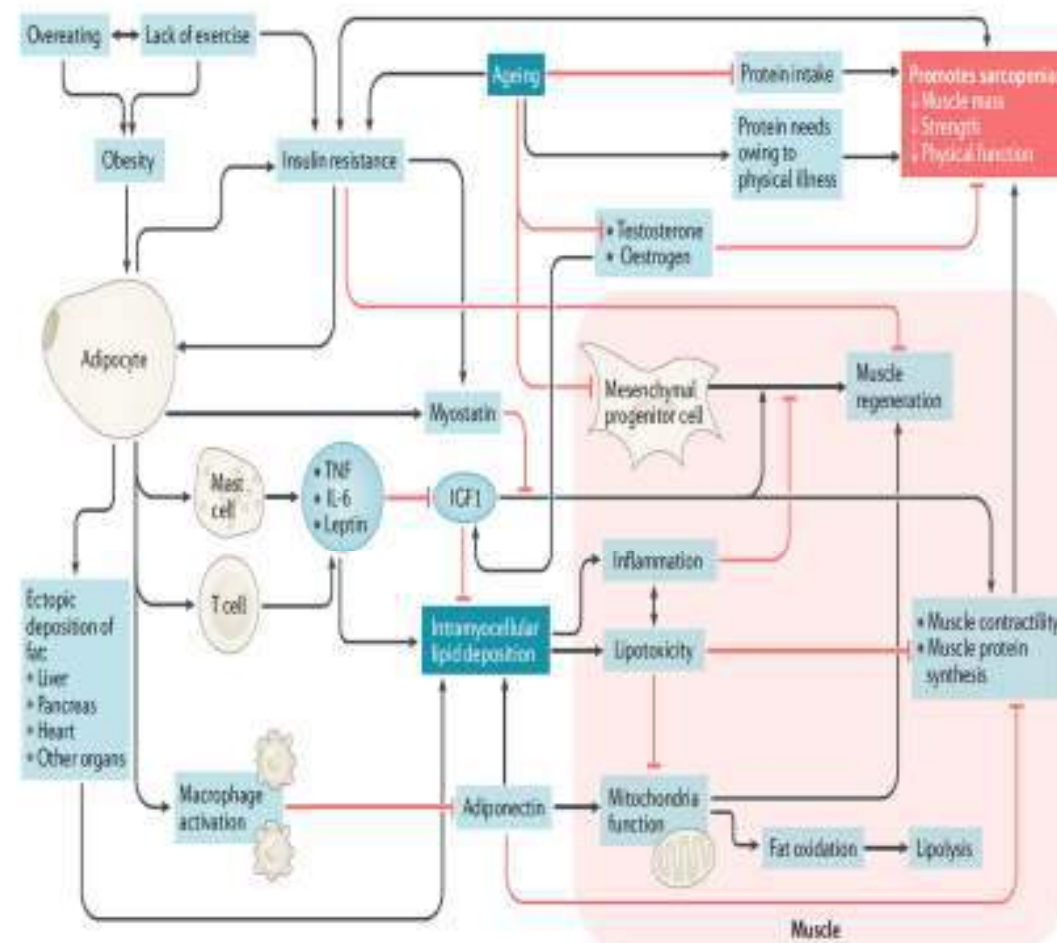 Overeating
Lack of exercise
Ageing
Protein intake
Promotes sarcopenia
↓ Muscle mass
↓ Strength
↓ Physical function
Obesity
Insulin resistance
Protein needs
owing to
physical illness
• Testosterone
• Oestrogen
Adipocyte
Myostatin
Mesenchymal
progenitor cell
Muscle
regeneration
Mast
cell
• TNF
• IL-6
• Leptin
IGF1
T cell
Inflammation
Ectopic
deposition of
fat:
• Liver
• Pancreas
• Heart
• Other organs
Intramyocellular
lipid deposition
Lipotoxicity
• Muscle contractility
• Muscle protein
synthesis
Macrophage
activation
Adiponectin
Mitochondria
function
Fat oxidation
Lipolysis
Muscle